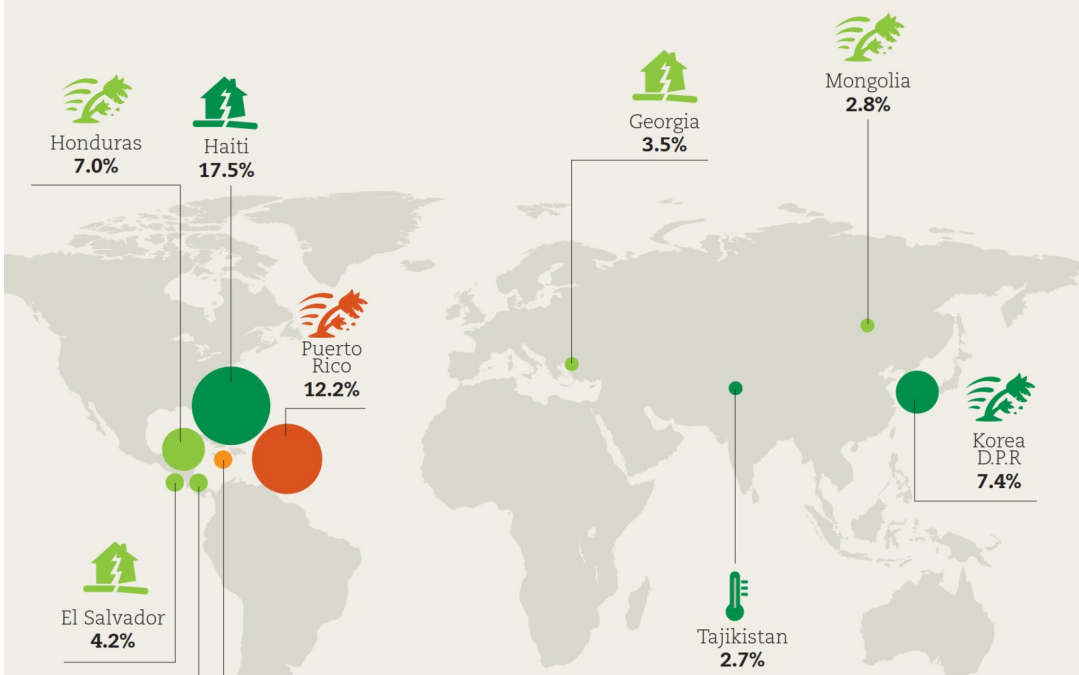 Mongolia
2.8%
Georgia
3.5%
Honduras
7.0%
Haiti
17.5%
Puerto
Rico
12.2%
Korea
D.P.R
7.4%
El Salvador
4.2%
Tajikistan
2.7%